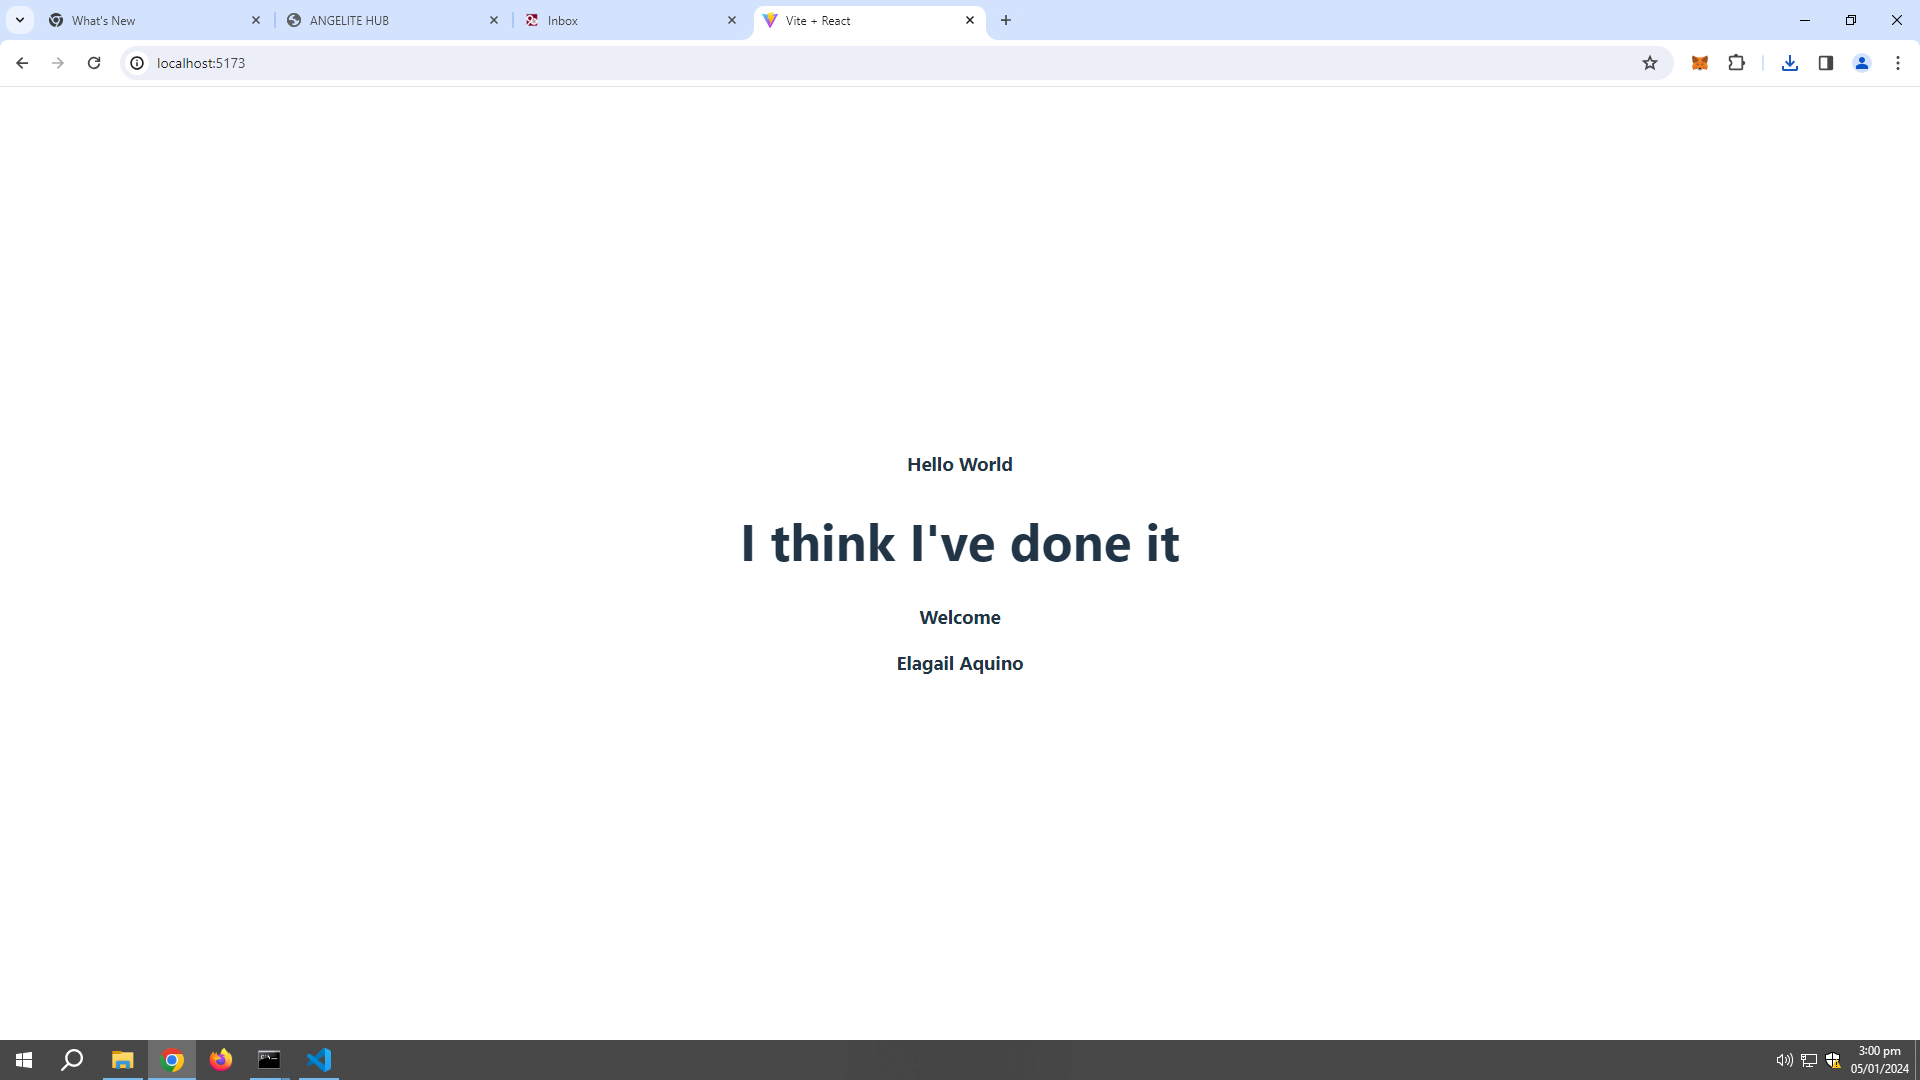 What's New
ANGELITE HUB
Inbox
Vite + React
localhost:5173
Hello World
I think I've done it
Welcome
Elagail Aquino
3:00 pm
05/01/2024